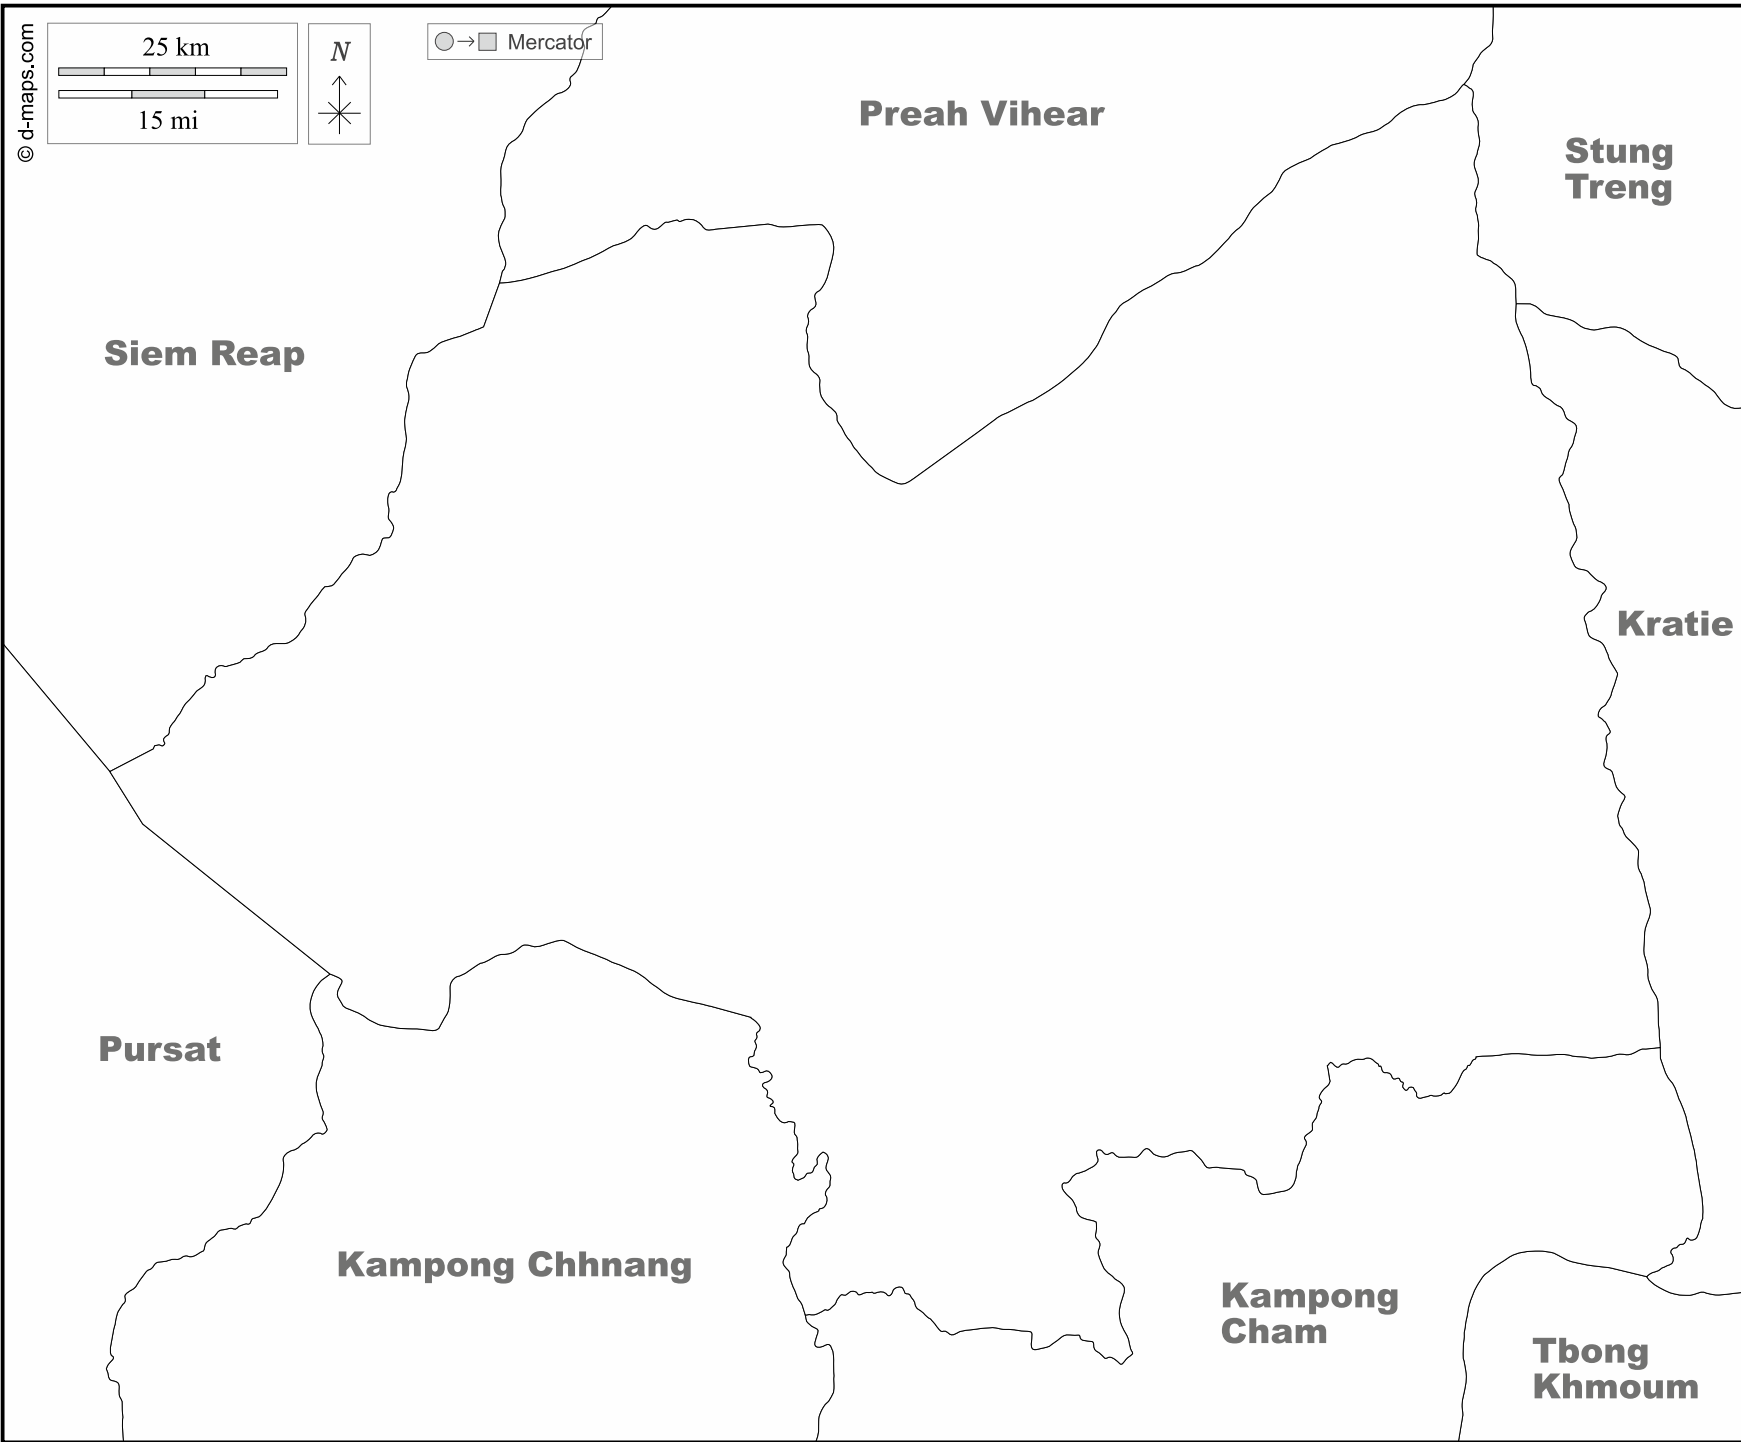 © d-maps.com
25 km
15 mi
N
Mercator
Preah Vihear
Stung
Treng
Siem Reap
Kratie
Pursat
Kampong Chhnang
Kampong
Cham
Tbong
Khmoum